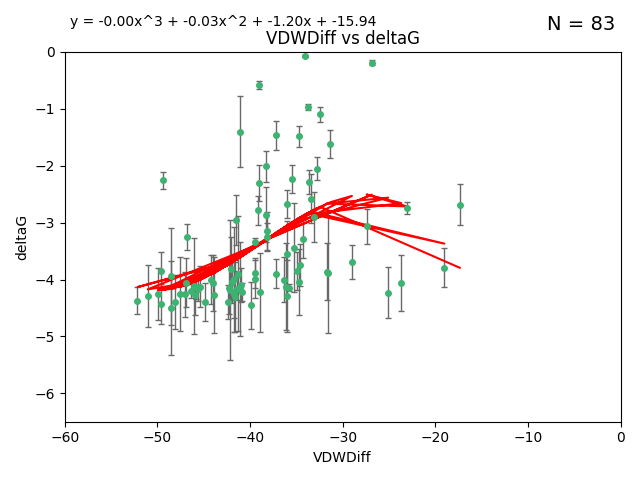 y = -0.00x^3 + -0.03x^2 + -1.20x + -15.94
N = 83
VDWDiff vs deltaG
0
−1
−2
−3
−4
−5
−6
deltaG
−60 −50 −40 −30 −20 −10 0
VDWDiff